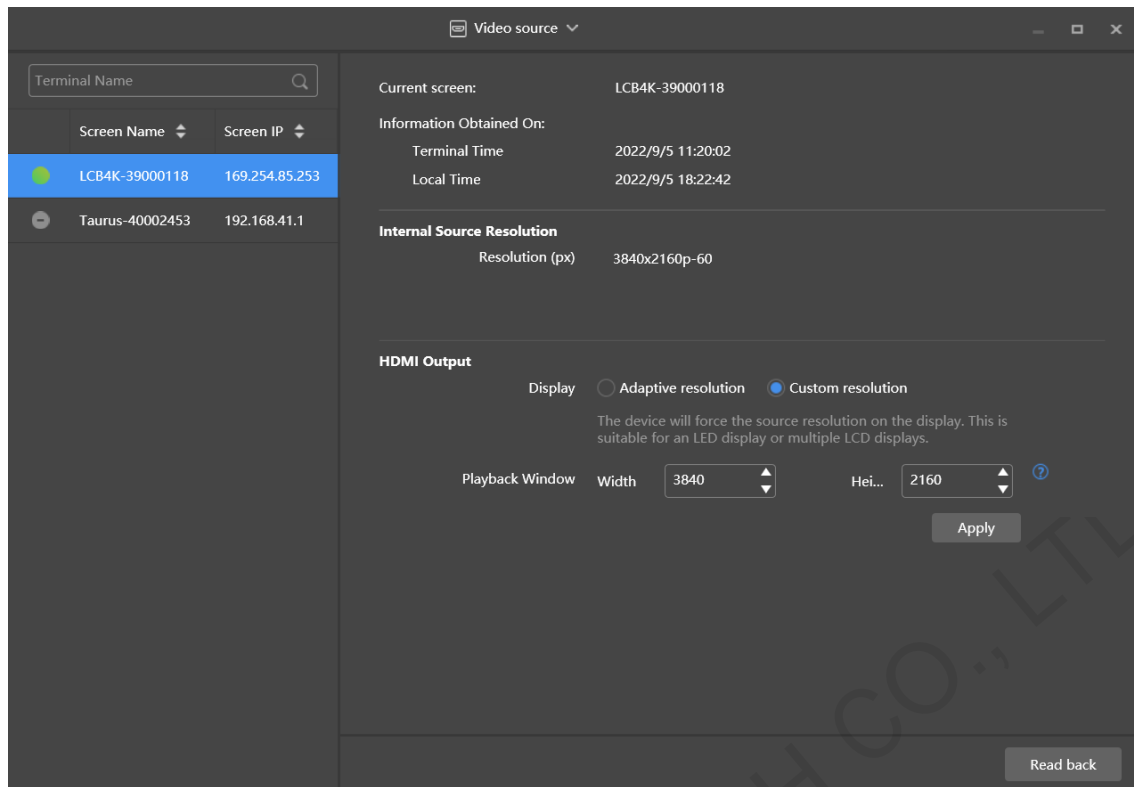 Video source
Terminal Name
Screen Name Screen IP
LCB4K-39000118 169.254.85.253
Taurus-40002453 192.168.41.1
Current screen: LCB4K-39000118
Information Obtained On:
Terminal Time 2022/9/5 11:20:02
Local Time 2022/9/5 18:22:42
Internal Source Resolution
Resolution (px) 3840x2160p-60
HDMI Output
Display Adaptive resolution Custom resolution
The device will force the source resolution on the display. This is
suitable for an LED display or multiple LCD displays.
Playback Window Width 3840 Hei... 2160
Apply
Read back